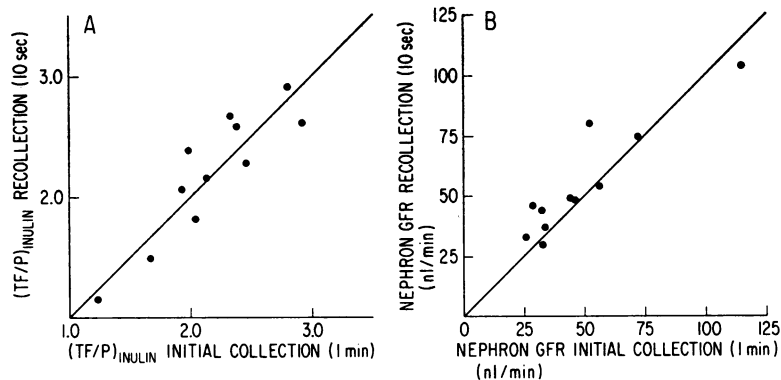 A
(TF/P)INULIN RECOLLECTION (10 sec)
3.0
2.0
1.0 2.0 3.0
(TF/P)INULIN INITIAL COLLECTION (1 min)
B
NEPHRON GFR RECOLLECTION (10 sec)
(nl/min)
125
100
75
50
25
0 25 50 75 100 125
NEPHRON GFR INITIAL COLLECTION (1 min)
(nl/min)